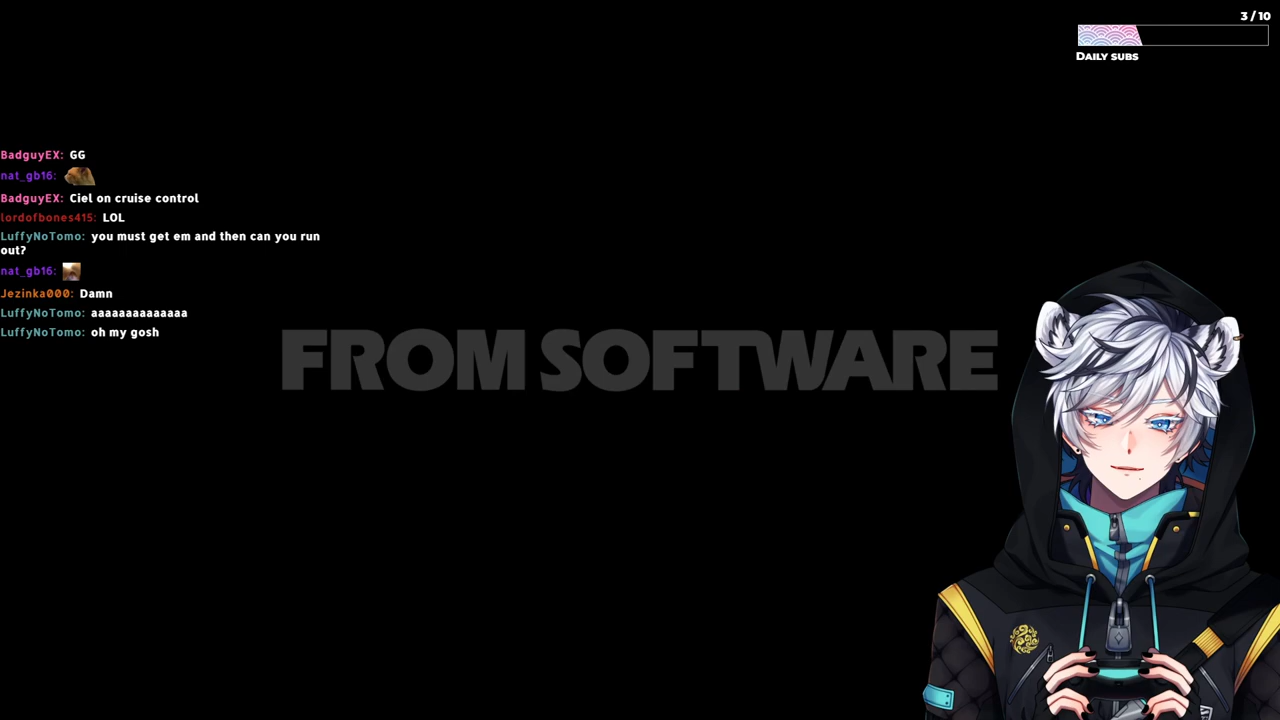 3 / 10
DAILY SUBS
BadguyEX: GG
nat_gb16:
BadguyEX: Ciel on cruise control
lordofbones415: LOL
LuffyNoTomo: you must get em and then can you run
out?
nat_gb16:
Jezinka000: Damn
LuffyNoTomo: aaaaaaaaaaaaaa
LuffyNoTomo: oh my gosh
FROM SOFTWARE